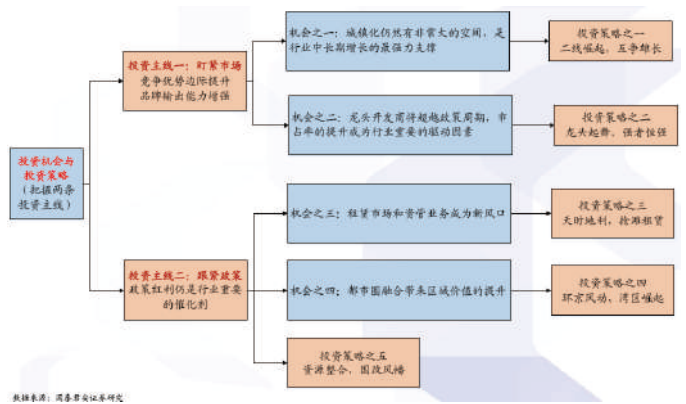 投资机会与
投资策略
（把握两条
投资主线）
投资主线一：盯紧市场
竞争优势边际提升
品牌输出能力增强
机会之一：城镇化仍然有非常大的空间，是
行业中长期增长的最强力支撑
投资策略之一
二线崛起，五争雄长
机会之二：龙头开发商将超越政策周期，市
占率的提升成为行业重要的驱动因素
投资策略之二
龙头起舞，强者恒强
投资主线二：跟紧政策
政策红利仍是行业重要
的催化剂
机会之三：租赁市场和资管业务成为新风口
投资策略之三
天时地利，抢滩租赁
机会之四：都市圈融合带来区域价值的提升
投资策略之四
环京风动，湾区崛起
投资策略之五
资源整合，国改风幡
数据来源：国泰君安证券研究